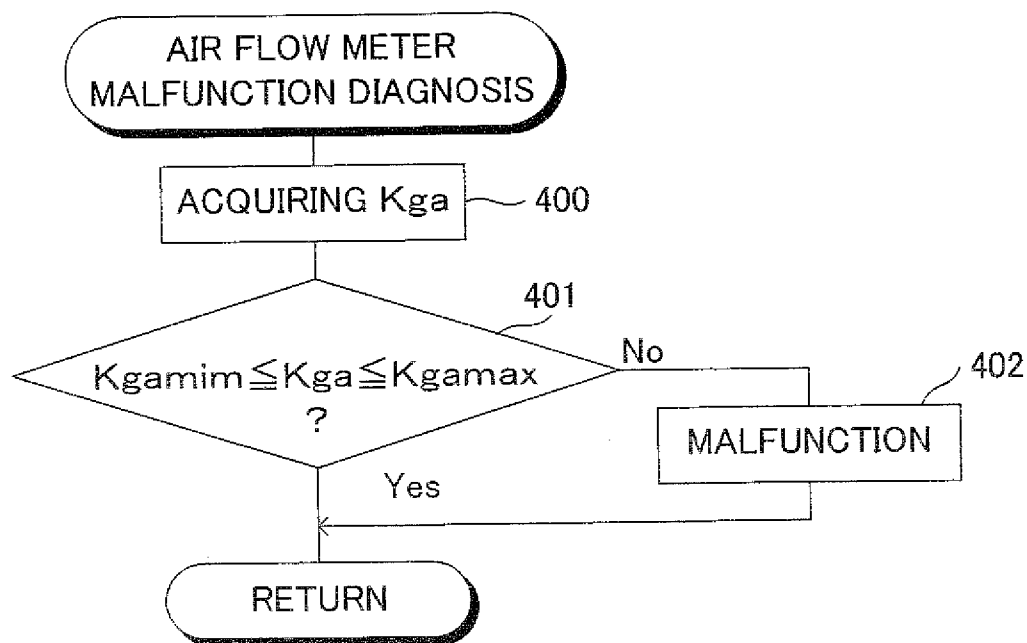 AIR FLOW METER
MALFUNCTION DIAGNOSIS
ACQUIRING Kga
400
401
Kgamim≦Kga≦Kgamax
?
No
402
MALFUNCTION
Yes
RETURN